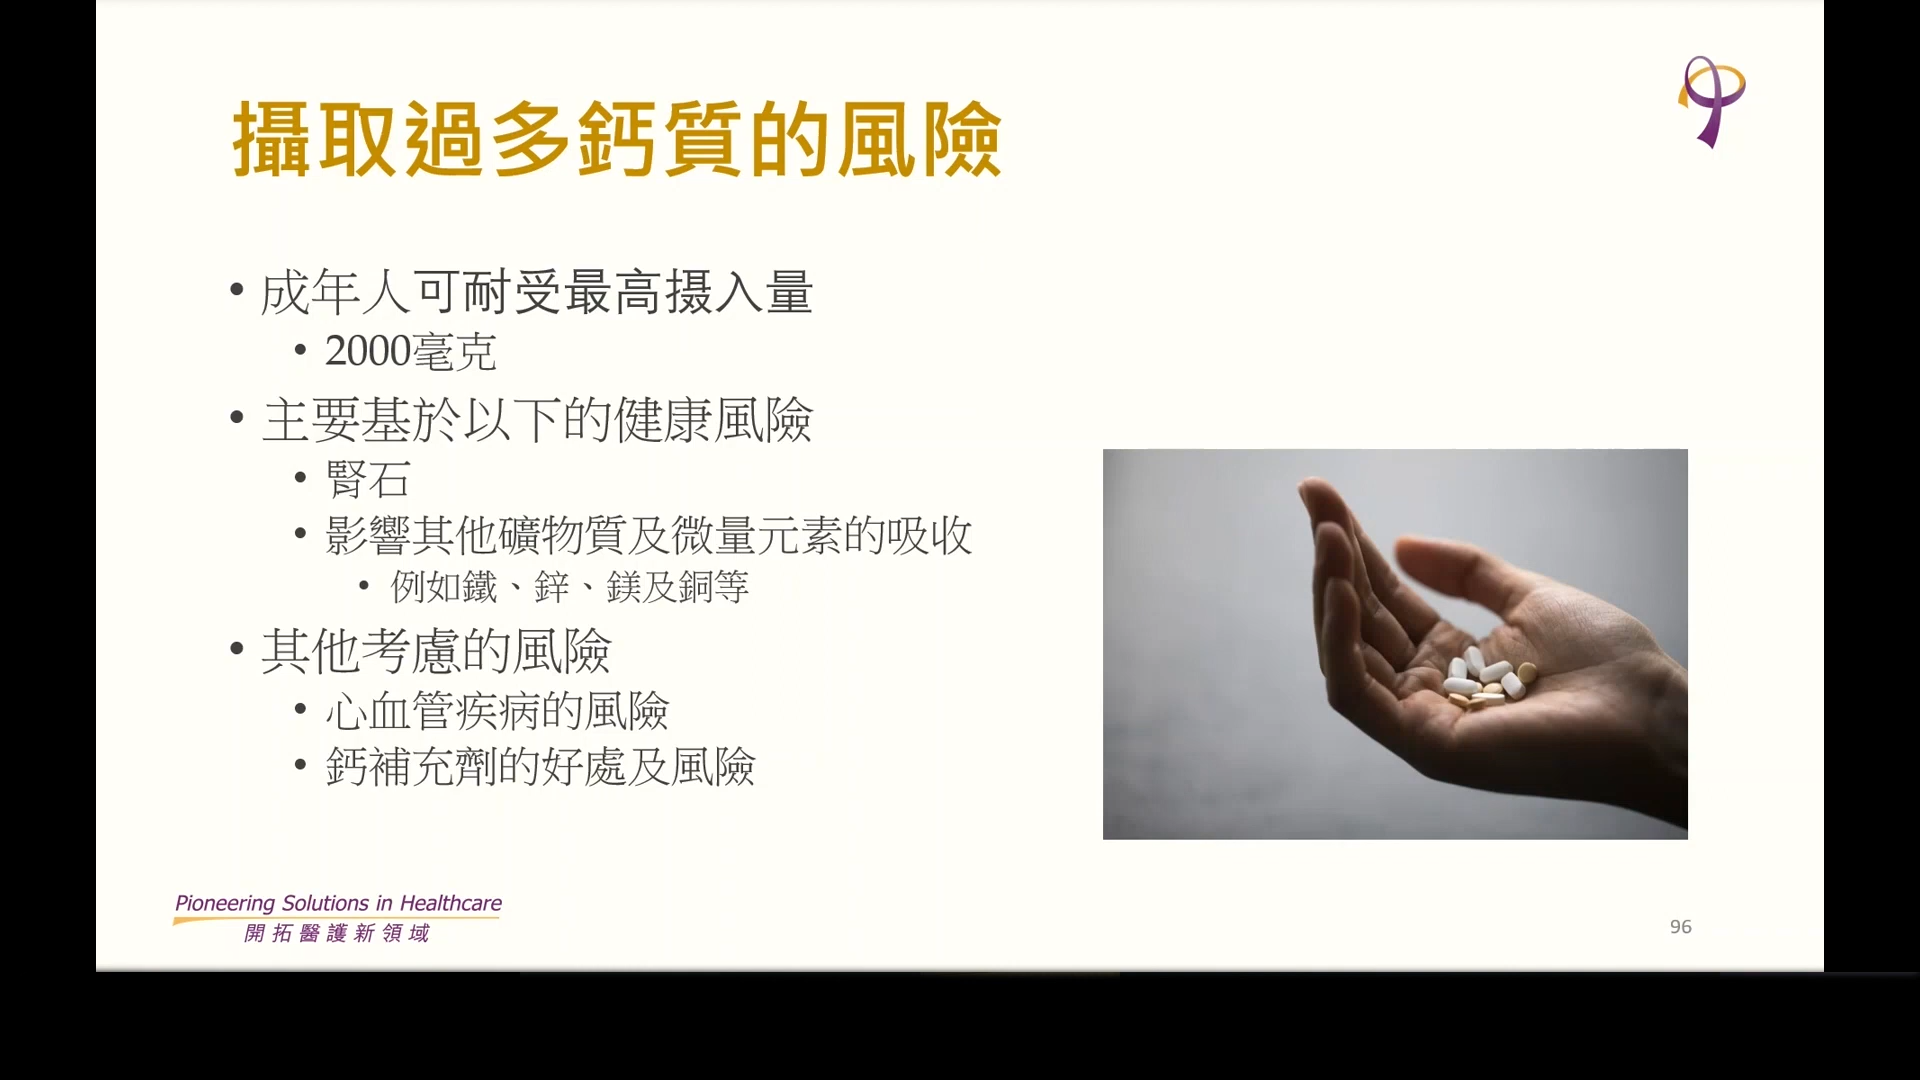 攝取過多鈣質的風險
• 成年人可耐受最高摄入量
• 2000毫克
• 主要基於以下的健康風險
• 腎石
• 影響其他礦物質及微量元素的吸收
• 例如鐵、鋅、鎂及銅等
• 其他考慮的風險
• 心血管疾病的風險
• 鈣補充劑的好處及風險
Pioneering Solutions in Healthcare
開拓醫護新領域
96